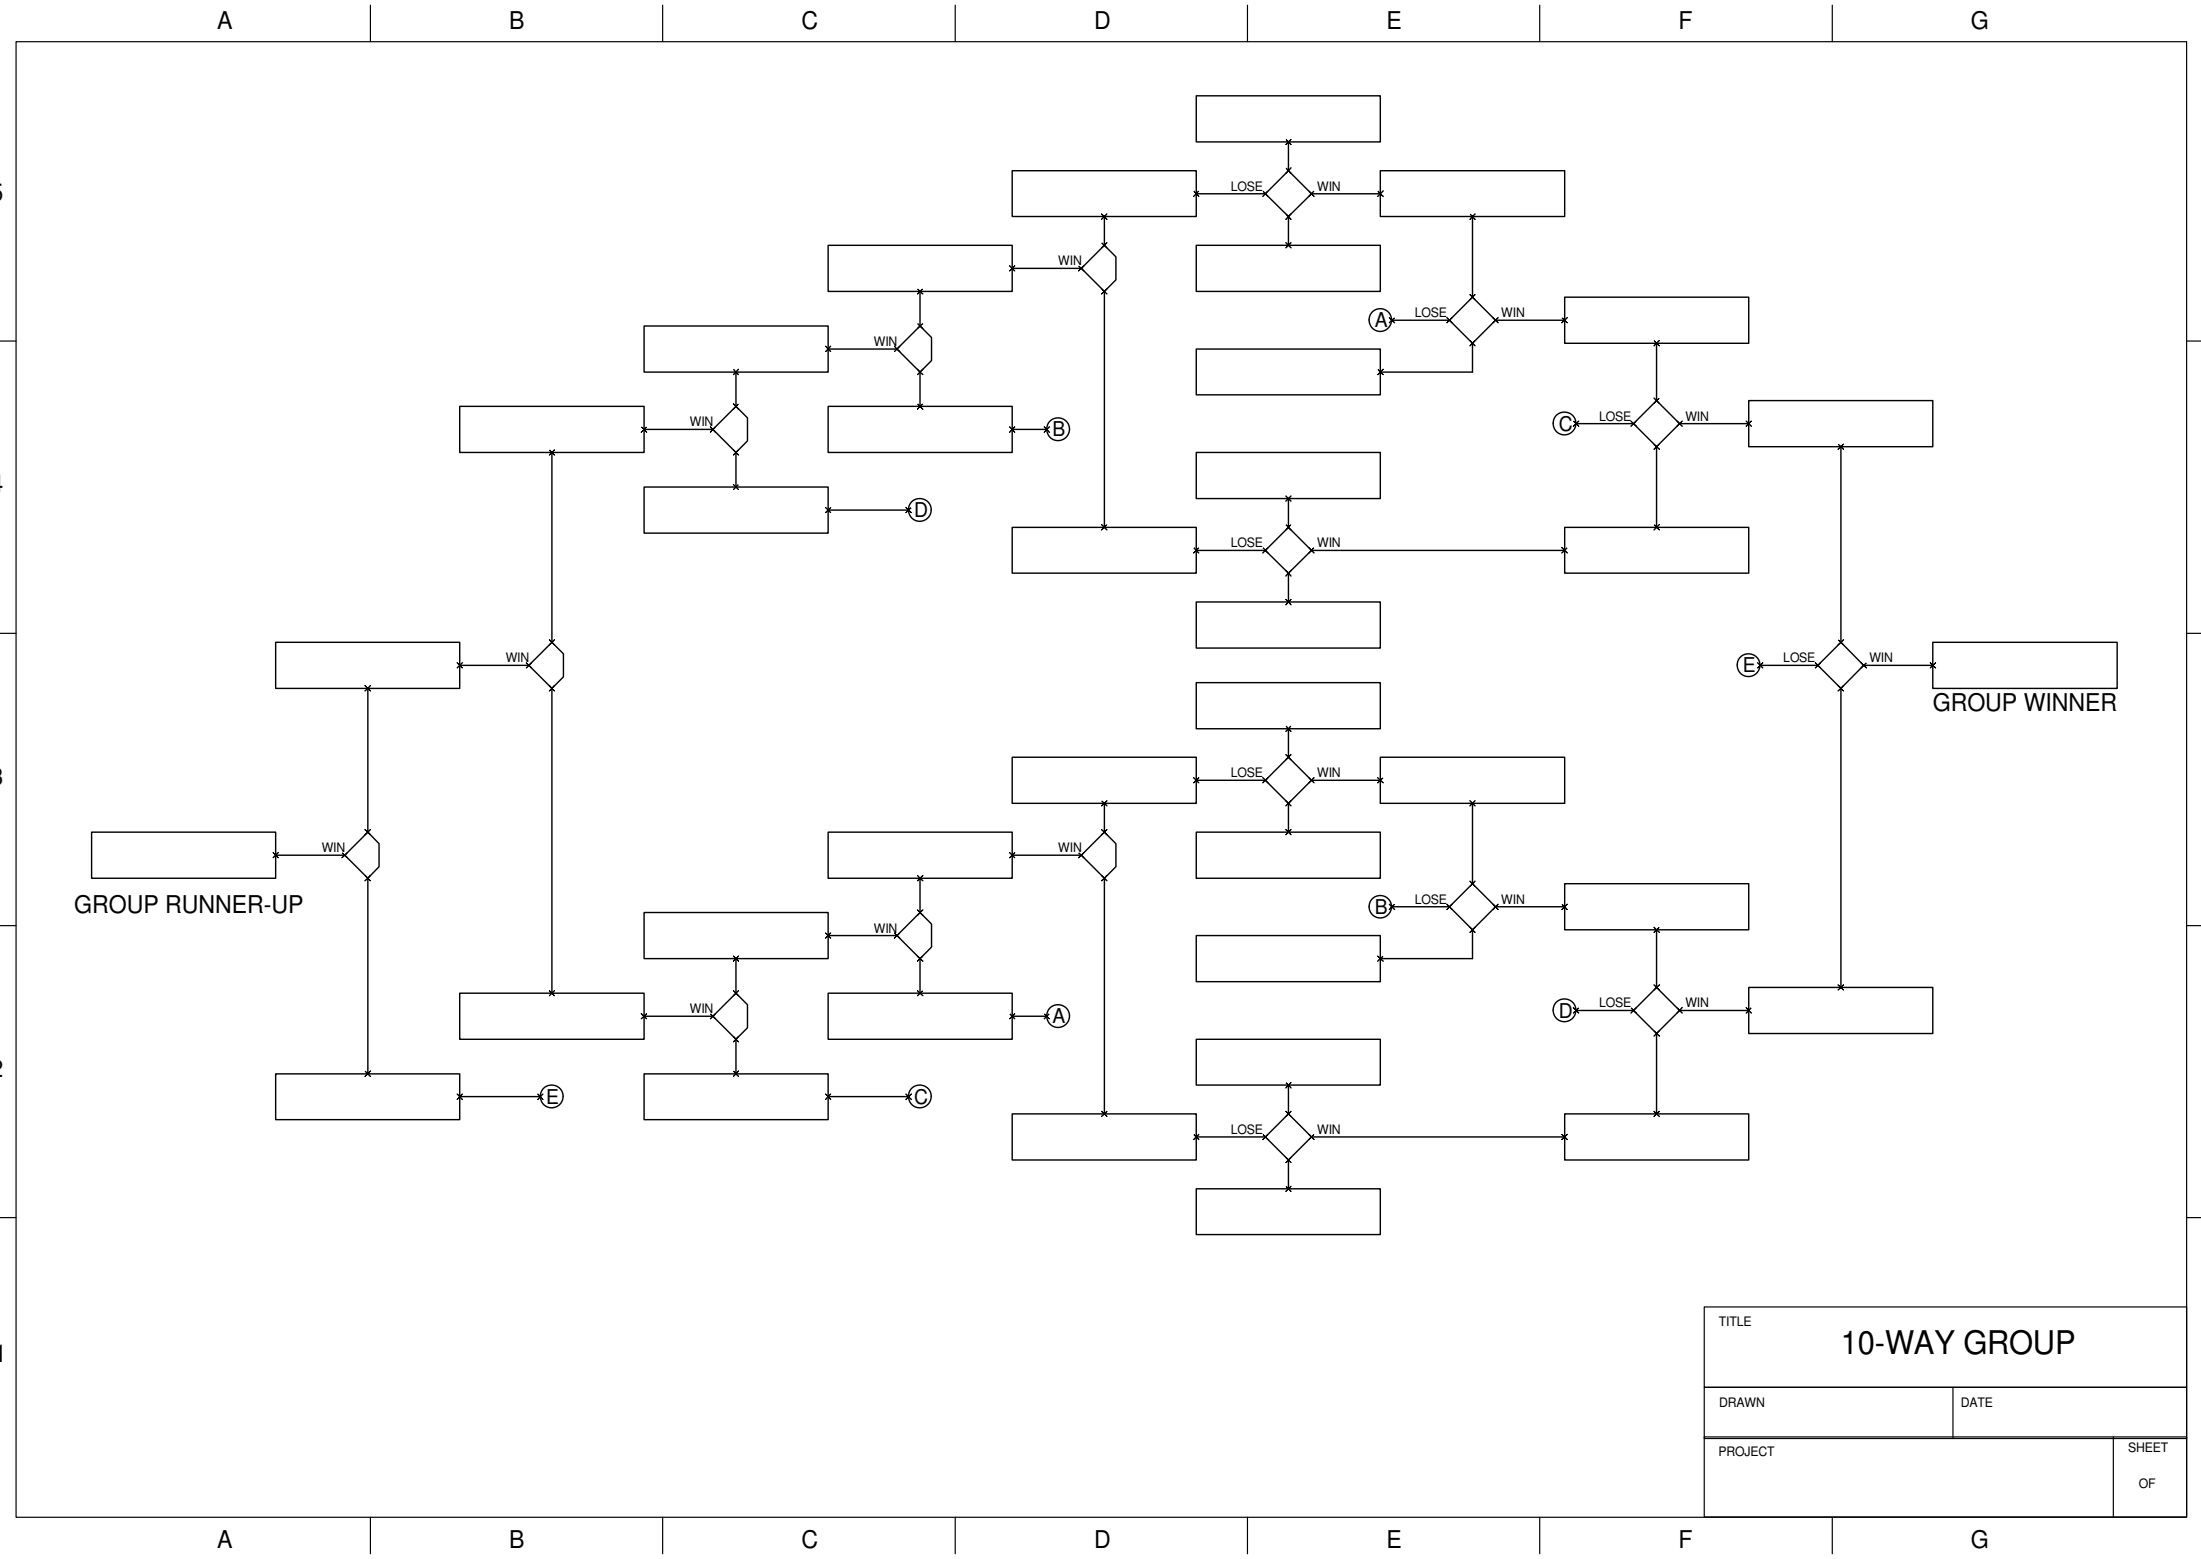 A B C D E F G
LOSE WIN
WIN
A LOSE WIN
WIN
WIN B C LOSE WIN
D
LOSE WIN
WIN E LOSE WIN
GROUP WINNER
LOSE WIN
WIN WIN
GROUP RUNNER-UP B LOSE WIN
WIN
WIN A D LOSE WIN
E C
LOSE WIN
TITLE
10-WAY GROUP
DRAWN DATE
PROJECT SHEET
OF
A B C D E F G